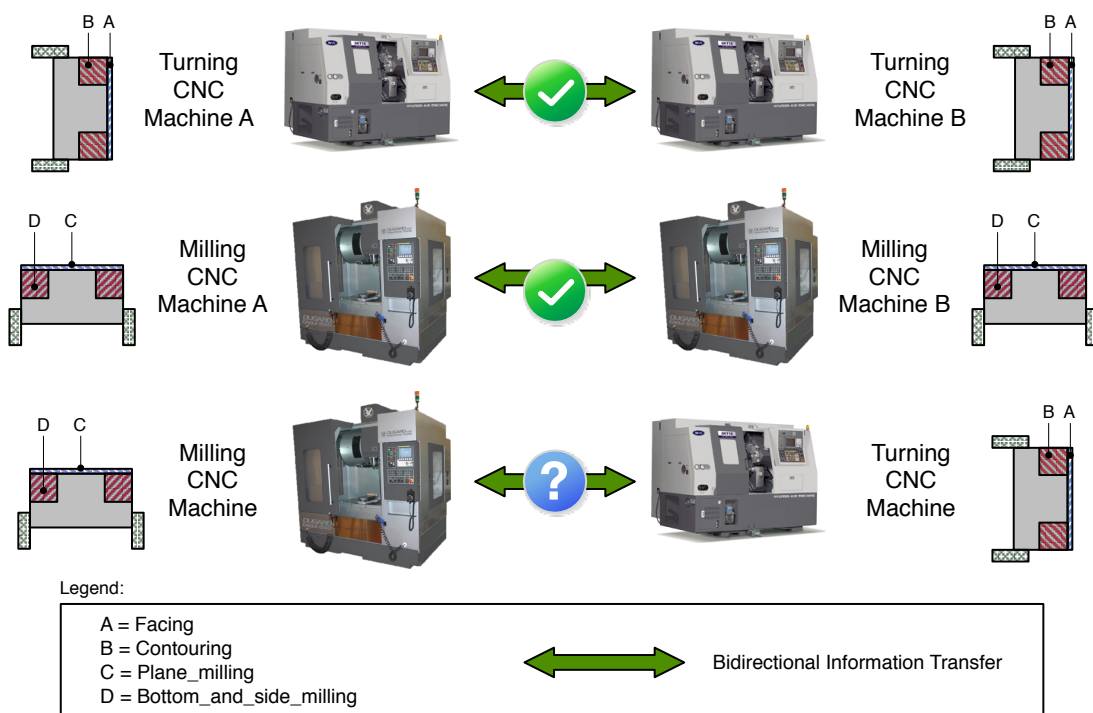 B A
Turning
CNC
Machine A
B A
Turning
CNC
Machine B
D C
Milling
CNC
Machine A
D C
Milling
CNC
Machine B
D C
Milling
CNC
Machine
?
B A
Turning
CNC
Machine
Legend:
A = Facing
B = Contouring
C = Plane_milling
D = Bottom_and_side_milling
Bidirectional Information Transfer